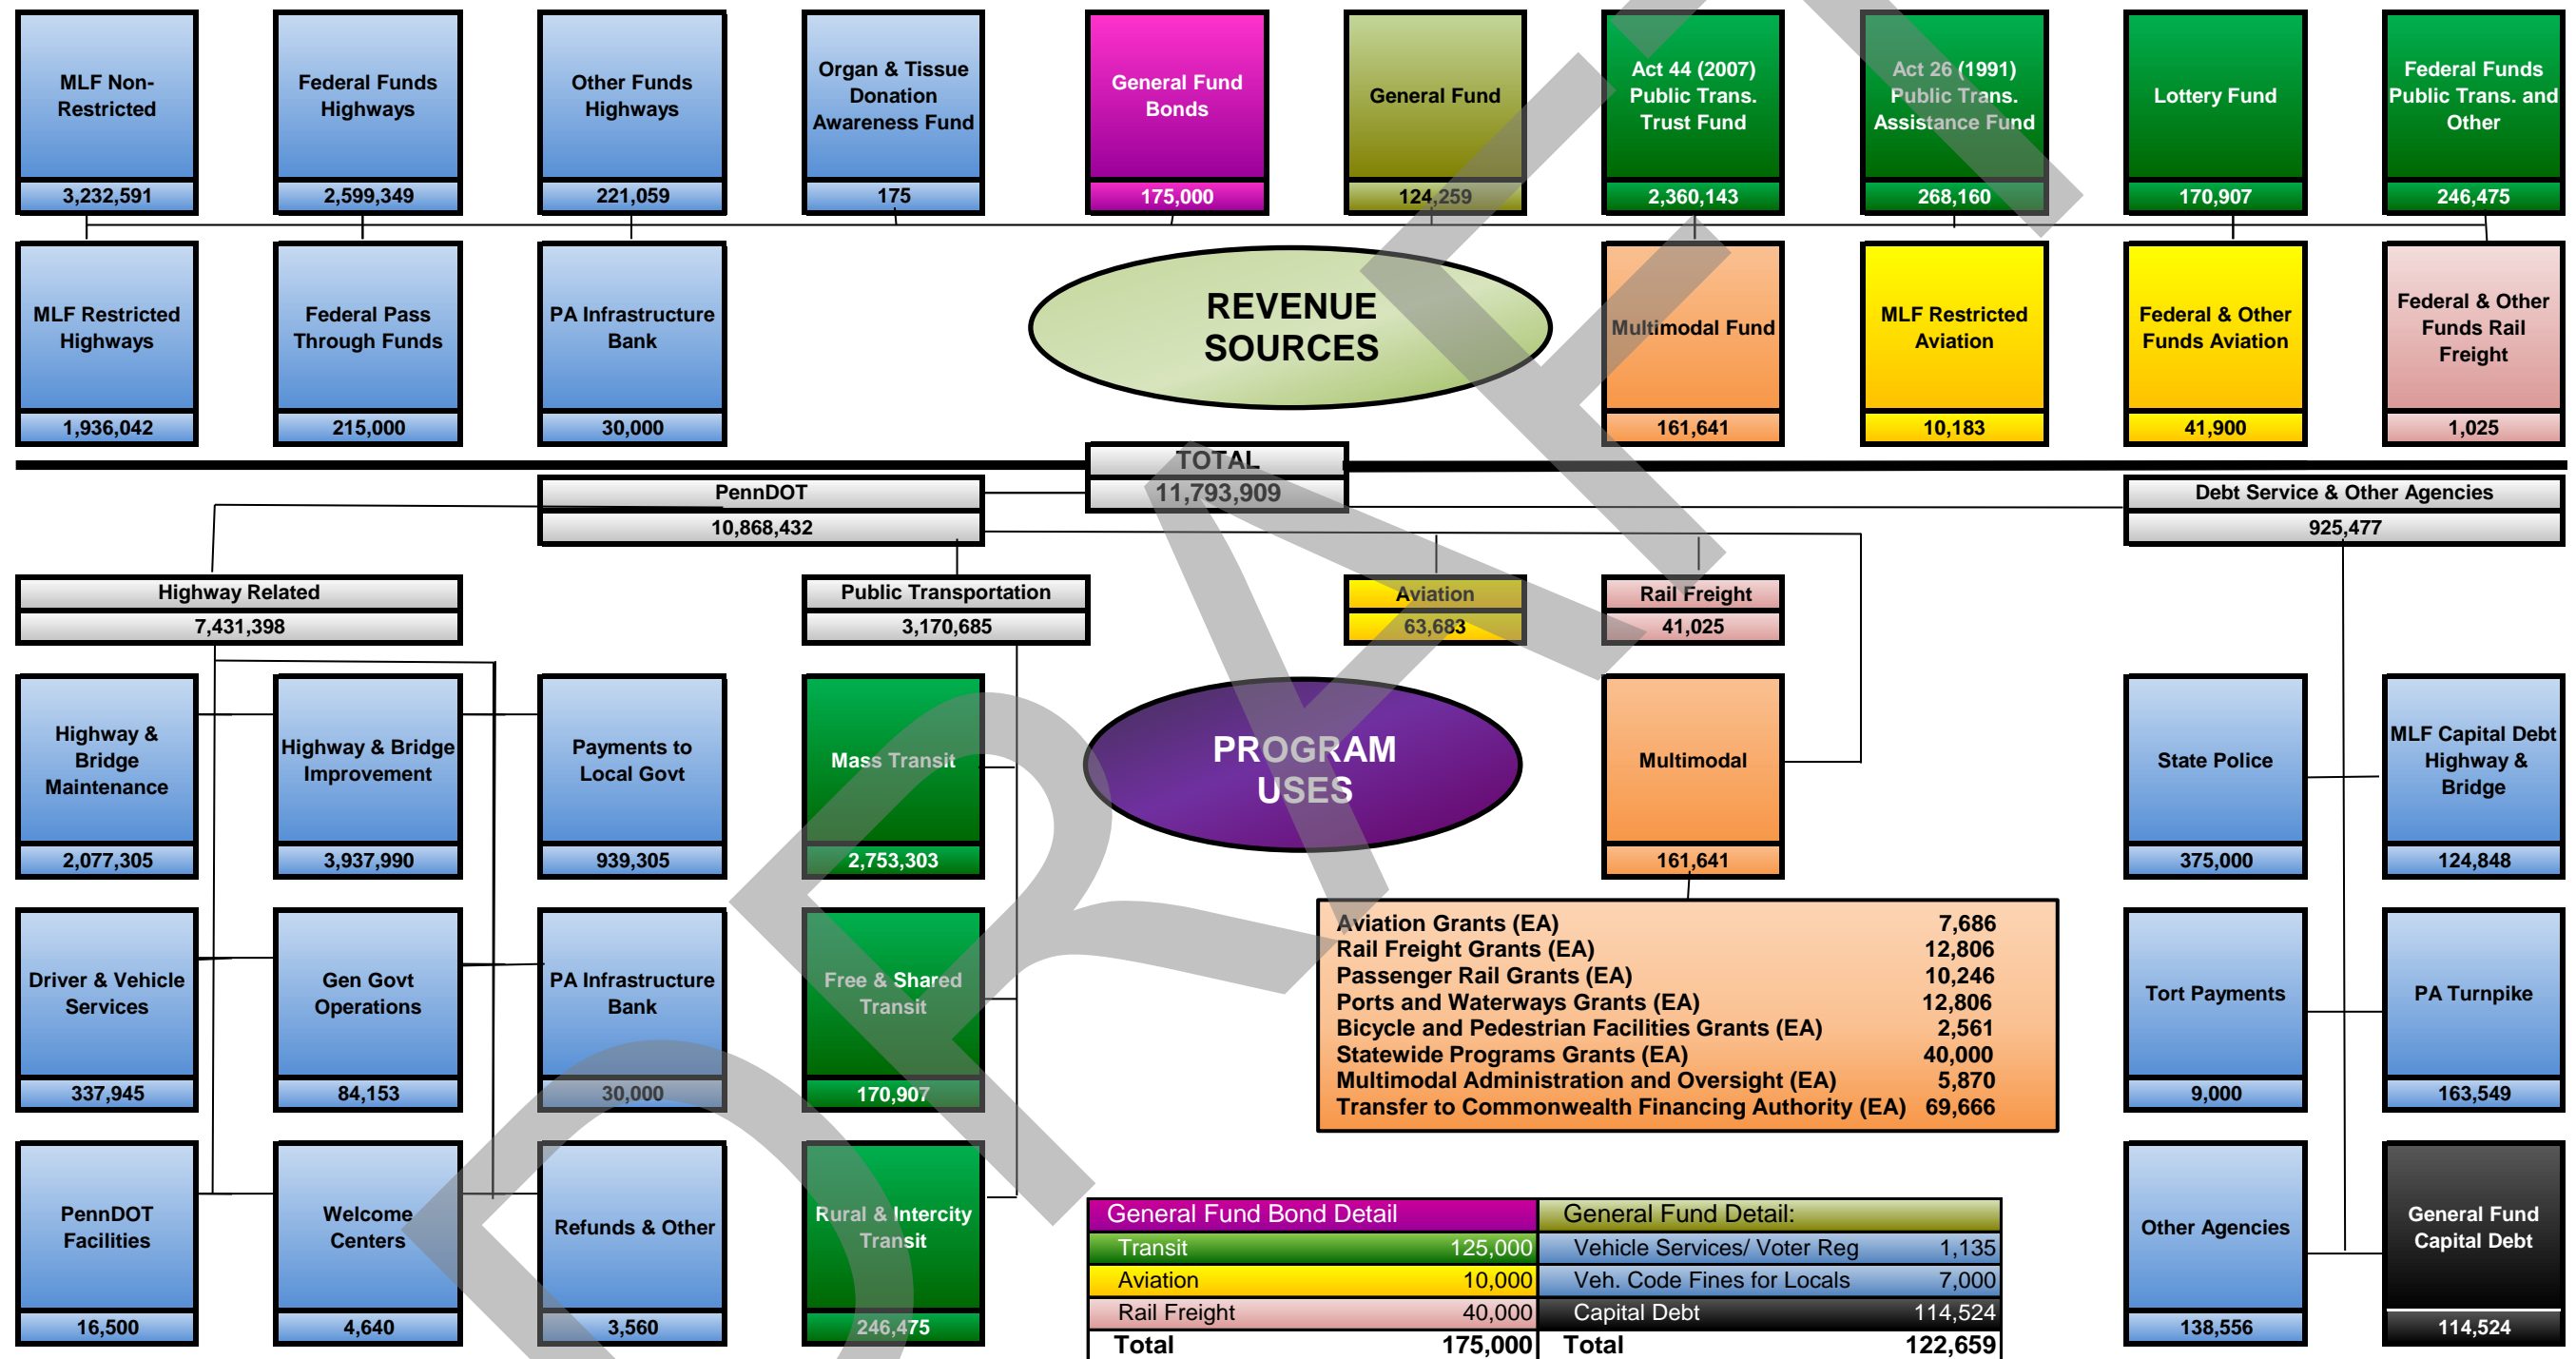 MLF Non-
Restricted
3,232,591
Federal Funds
Highways
2,599,349
Other Funds
Highways
221,059
Organ & Tissue
Donation
Awareness Fund
175
General Fund
Bonds
175,000
General Fund
124,259
Act 44 (2007)
Public Trans.
Trust Fund
2,360,143
Act 26 (1991)
Public Trans.
Assistance Fund
268,160
Lottery Fund
170,907
Federal Funds
Public Trans. and
Other
246,475
MLF Restricted
Highways
1,936,042
Federal Pass
Through Funds
215,000
PA Infrastructure
Bank
30,000
REVENUE
SOURCES
Multimodal Fund
161,641
MLF Restricted
Aviation
10,183
Federal & Other
Funds Aviation
41,900
Federal & Other
Funds Rail
Freight
1,025
TOTAL
11,793,909
PennDOT
10,868,432
Debt Service & Other Agencies
925,477
Highway Related
7,431,398
Public Transportation
3,170,685
Aviation
63,683
Rail Freight
41,025
Highway &
Bridge
Maintenance
2,077,305
Highway & Bridge
Improvement
3,937,990
Payments to
Local Govt
939,305
Mass Transit
2,753,303
PROGRAM
USES
Multimodal
161,641
State Police
375,000
MLF Capital Debt
Highway &
Bridge
124,848
Driver & Vehicle
Services
337,945
Gen Govt
Operations
84,153
PA Infrastructure
Bank
30,000
Free & Shared
Transit
170,907
Aviation Grants (EA) 7,686
Rail Freight Grants (EA) 12,806
Passenger Rail Grants (EA) 10,246
Ports and Waterways Grants (EA) 12,806
Bicycle and Pedestrian Facilities Grants (EA) 2,561
Statewide Programs Grants (EA) 40,000
Multimodal Administration and Oversight (EA) 5,870
Transfer to Commonwealth Financing Authority (EA) 69,666
Tort Payments
9,000
PA Turnpike
163,549
PennDOT
Facilities
16,500
Welcome
Centers
4,640
Refunds & Other
3,560
Rural & Intercity
Transit
246,475
General Fund Bond Detail
Transit 125,000
Aviation 10,000
Rail Freight 40,000
Total 175,000
General Fund Detail:
Vehicle Services/ Voter Reg 1,135
Veh. Code Fines for Locals 7,000
Capital Debt 114,524
Total 122,659
Other Agencies
138,556
General Fund
Capital Debt
114,524
DRAFT